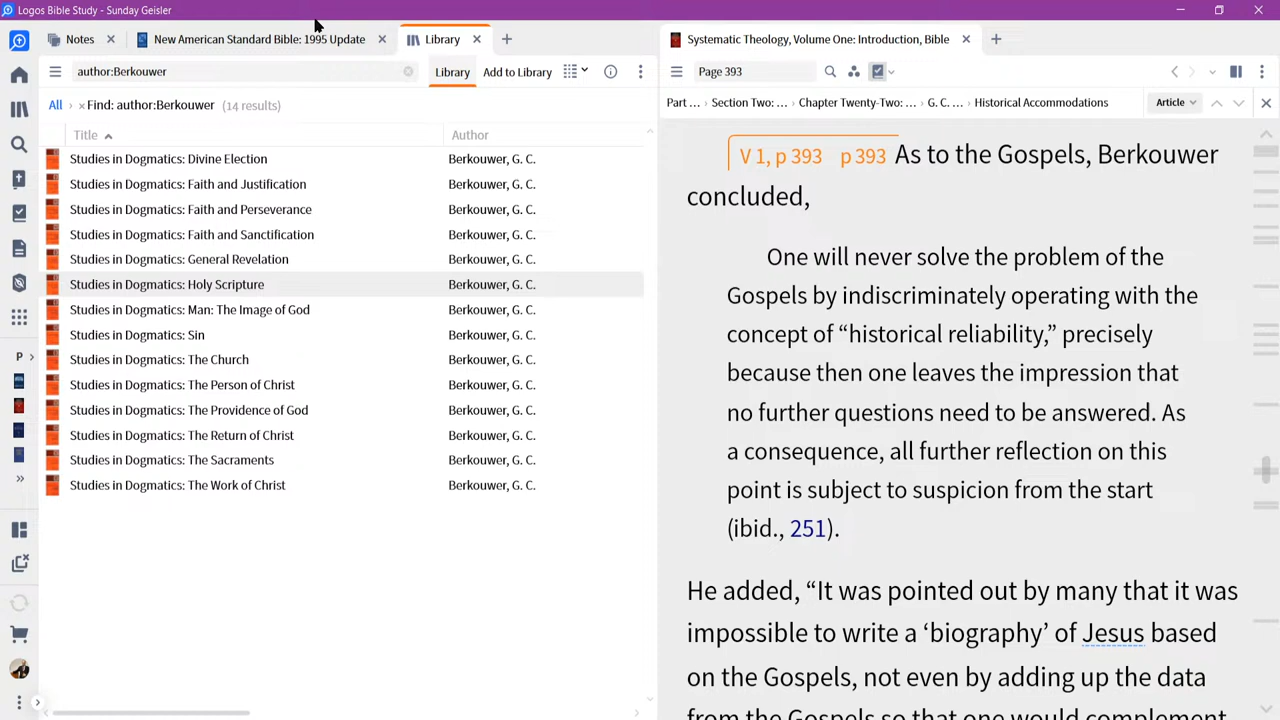 Logos Bible Study - Sunday Geisler
Notes
New American Standard Bible: 1995 Update
Library
author:Berkouwer
Library
Add to Library
All › × Find: author:Berkouwer (14 results)
Title
Author
Studies in Dogmatics: Divine Election Berkouwer, G. C.
Studies in Dogmatics: Faith and Justification Berkouwer, G. C.
Studies in Dogmatics: Faith and Perseverance Berkouwer, G. C.
Studies in Dogmatics: Faith and Sanctification Berkouwer, G. C.
Studies in Dogmatics: General Revelation Berkouwer, G. C.
Studies in Dogmatics: Holy Scripture Berkouwer, G. C.
Studies in Dogmatics: Man: The Image of God Berkouwer, G. C.
Studies in Dogmatics: Sin Berkouwer, G. C.
Studies in Dogmatics: The Church Berkouwer, G. C.
Studies in Dogmatics: The Person of Christ Berkouwer, G. C.
Studies in Dogmatics: The Providence of God Berkouwer, G. C.
Studies in Dogmatics: The Return of Christ Berkouwer, G. C.
Studies in Dogmatics: The Sacraments Berkouwer, G. C.
Studies in Dogmatics: The Work of Christ Berkouwer, G. C.
P
Systematic Theology, Volume One: Introduction, Bible
Page 393
Part ... › Section Two: ... › Chapter Twenty-Two: ... › G. C. ... › Historical Accommodations
Article
V 1, p 393 p 393 As to the Gospels, Berkouwer
concluded,
One will never solve the problem of the
Gospels by indiscriminately operating with the
concept of “historical reliability,” precisely
because then one leaves the impression that
no further questions need to be answered. As
a consequence, all further reflection on this
point is subject to suspicion from the start
(ibid., 251).
He added, “It was pointed out by many that it was
impossible to write a ‘biography’ of Jesus based
on the Gospels, not even by adding up the data
from the Gospels so that one would complement